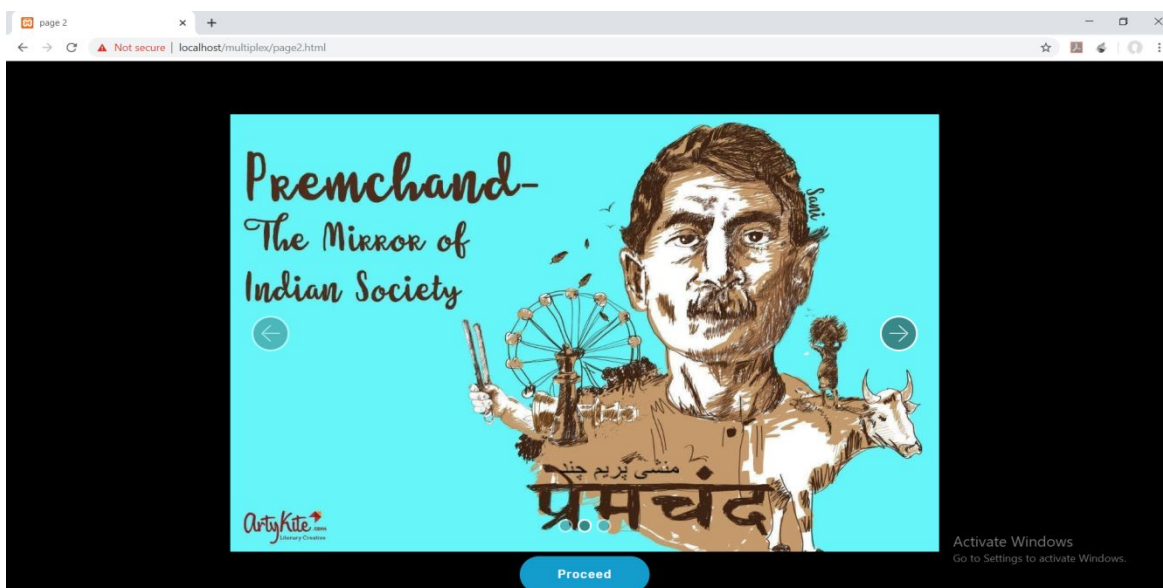 page 2
Not secure | localhost/multiplex/page2.html
Premchand-
The Mirror of
Indian Society
Sani
منشی پریم چند
प्रेमचंद
ArtyKite.com
Literary Creative
Proceed
Activate Windows
Go to Settings to activate Windows.